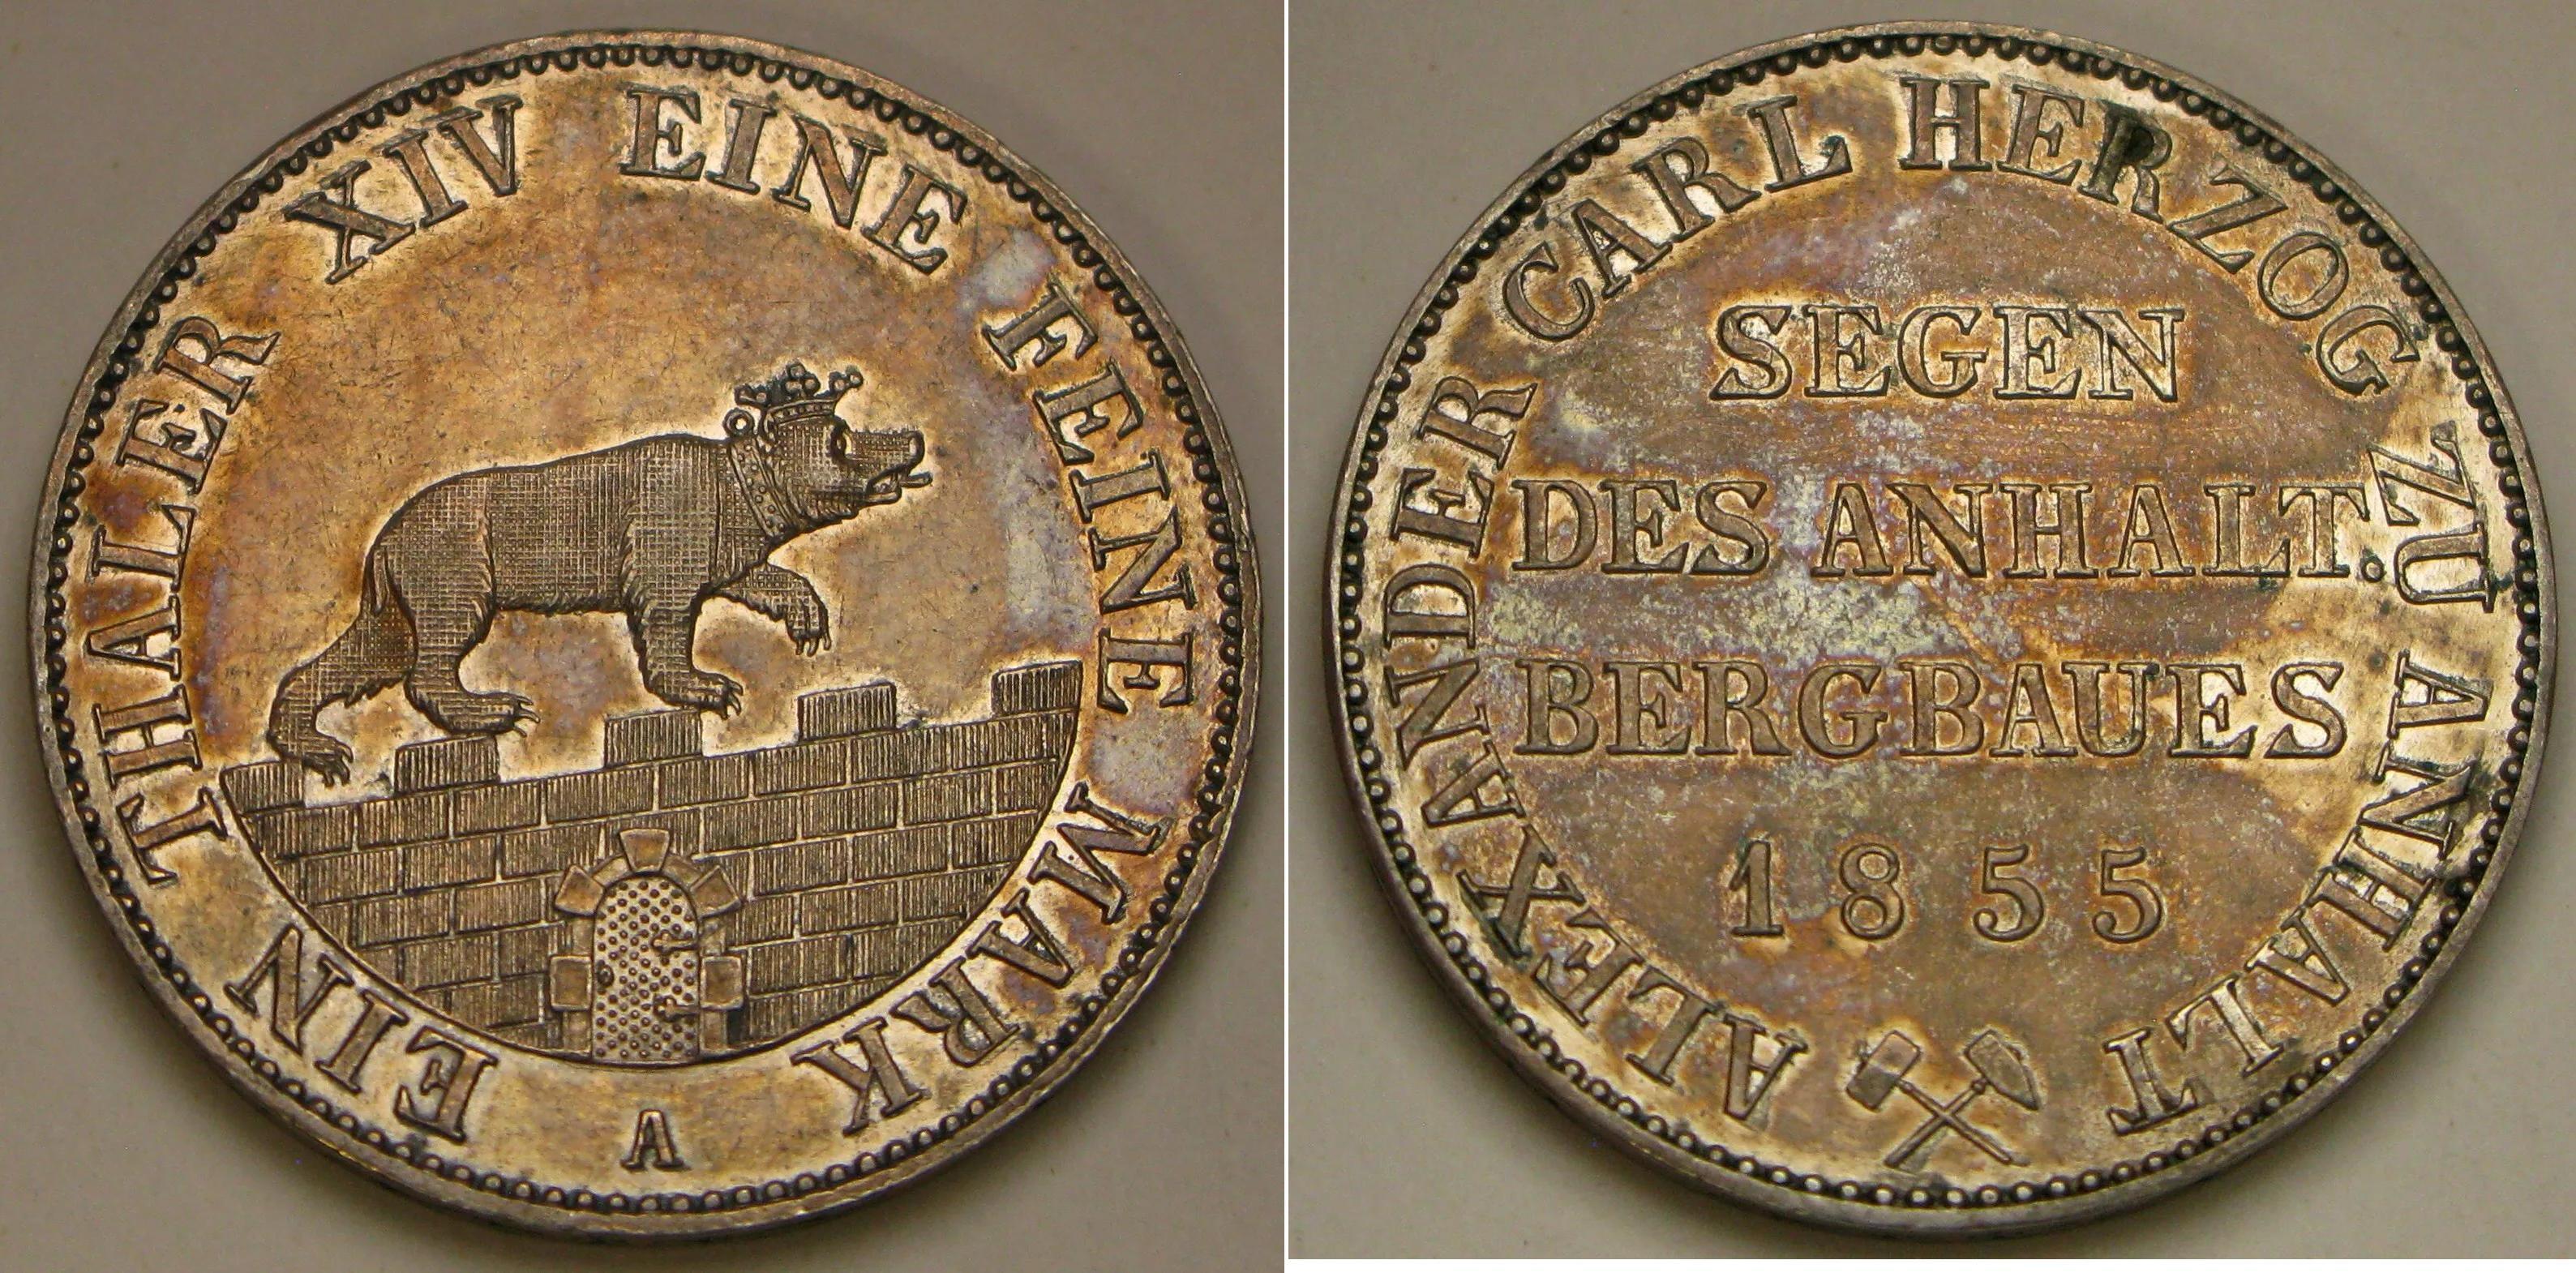 EIN THALER XIV EINE FEINE MARK
A
ALEXANDER CARL HERZOG ZU ANHALT
SEGEN
DES ANHALT.
BERGBAUES
1855